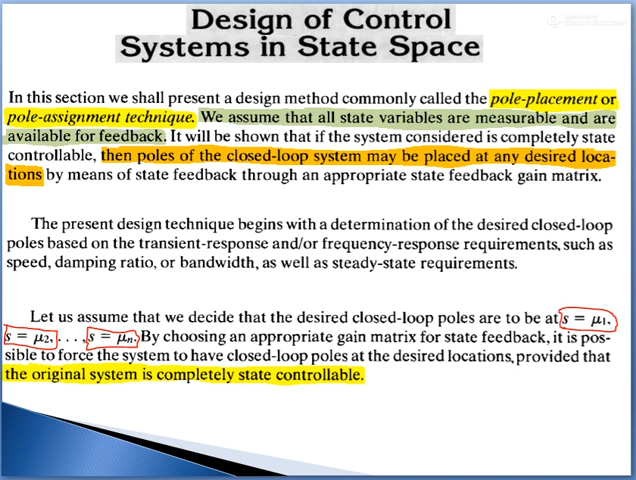 Design of Control
Systems in State Space
In this section we shall present a design method commonly called the pole-placement or
pole-assignment technique. We assume that all state variables are measurable and are
available for feedback. It will be shown that if the system considered is completely state
controllable, then poles of the closed-loop system may be placed at any desired loca-
tions by means of state feedback through an appropriate state feedback gain matrix.
The present design technique begins with a determination of the desired closed-loop
poles based on the transient-response and/or frequency-response requirements, such as
speed, damping ratio, or bandwidth, as well as steady-state requirements.
Let us assume that we decide that the desired closed-loop poles are to be at s = μ₁,
s = μ₂, . . . , s = μₙ. By choosing an appropriate gain matrix for state feedback, it is pos-
sible to force the system to have closed-loop poles at the desired locations, provided that
the original system is completely state controllable.